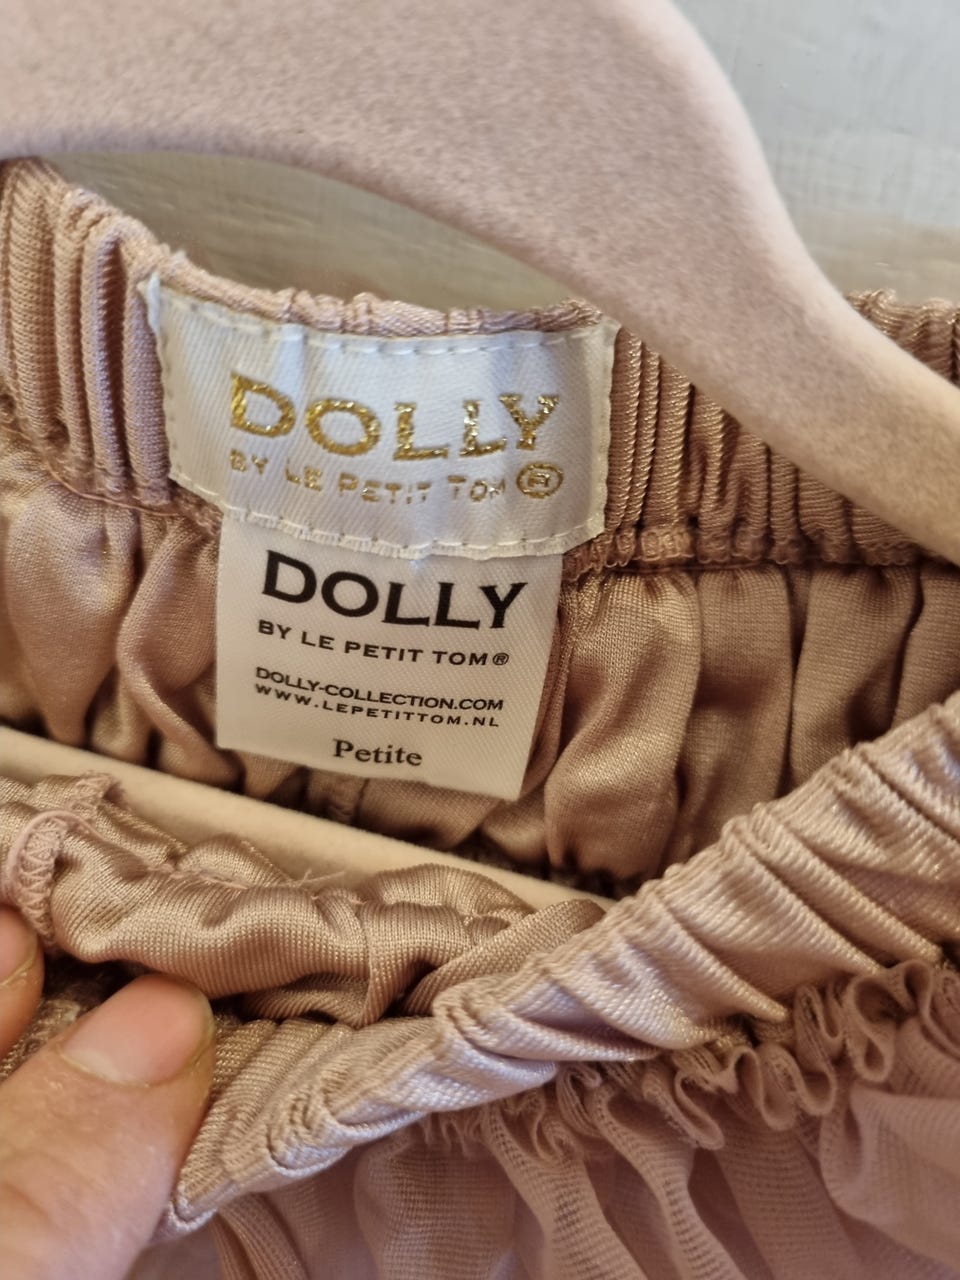 DOLLY
BY LE PETIT TOM ®
DOLLY
BY LE PETIT TOM®
DOLLY-COLLECTION.COM
WWW.LEPETITTOM.NL
Petite